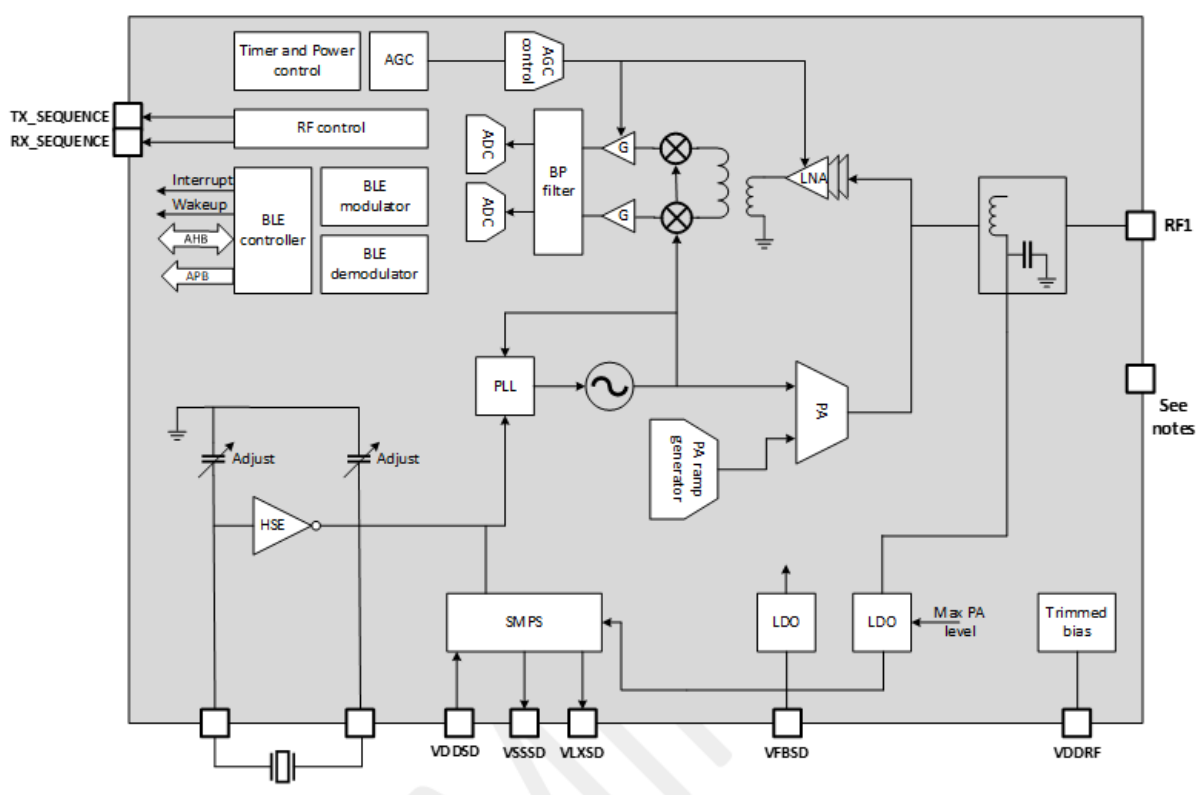 Timer and Power
control
AGC
AGC
control
TX_SEQUENCE
RX_SEQUENCE
RF control
ADC
ADC
BP
filter
G
G
LNA
Interrupt
Wakeup
AHB
APB
BLE
controller
BLE
modulator
BLE
demodulator
RF1
See
notes
PLL
PA
PA ramp
generator
Adjust
Adjust
HSE
SMPS
LDO
LDO
Max PA
level
Trimmed
bias
VDDSD
VSSSD
VLXSD
VFBSD
VDDRF